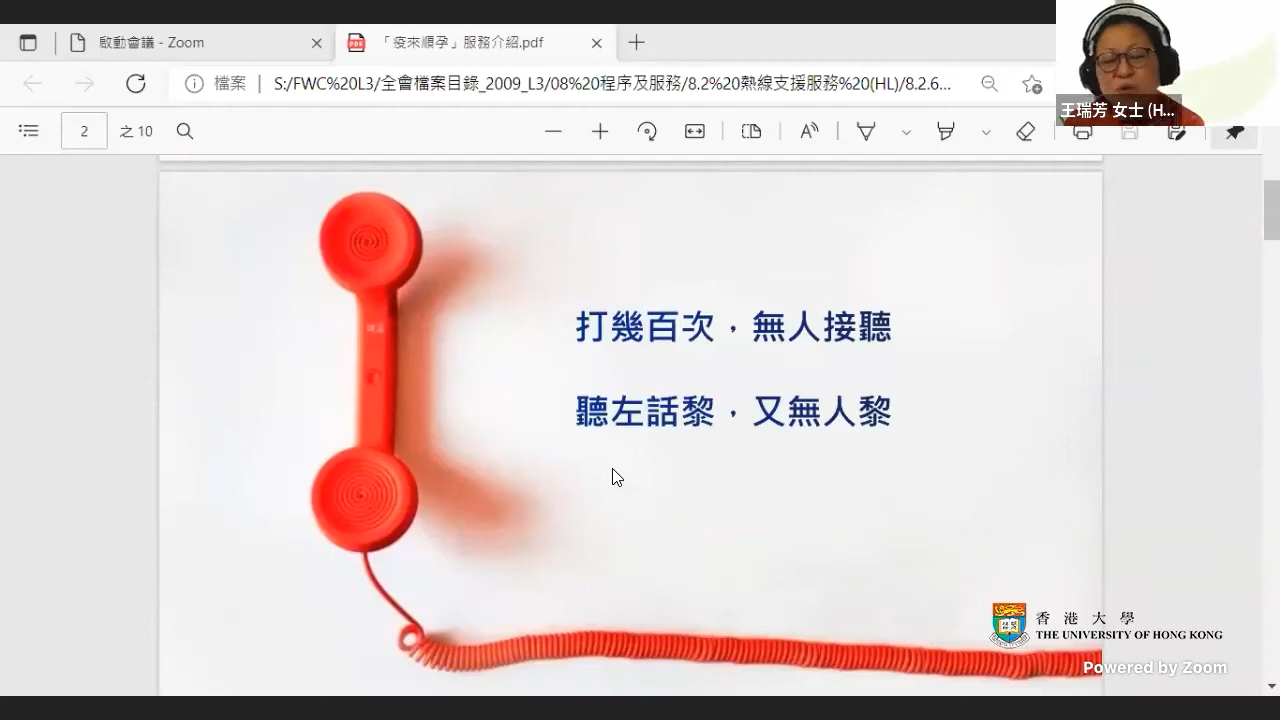 啟動會議 - Zoom
「疫來順孕」服務介紹.pdf
檔案
S:/FWC%20L3/全會檔案目錄_2009_L3/08%20程序及服務/8.2%20熱線支援服務%20(HL)/8.2.6...
王瑞芳 女士 (H...
2
之 10
打幾百次，無人接聽
聽左話黎，又無人黎
香港大學
THE UNIVERSITY OF HONG KONG
Powered by Zoom